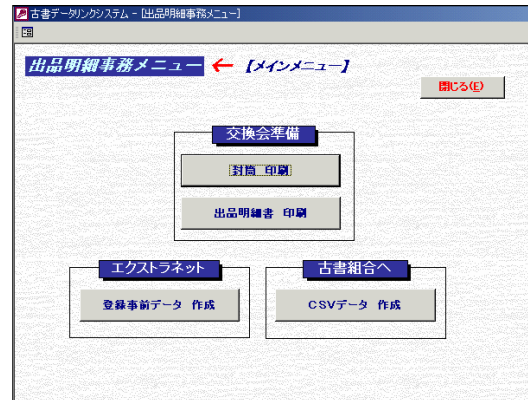 古書データリンクシステム - [出品明細事務メニュー]
出品明細事務メニュー ← 【メインメニュー】
閉じる(E)
交換会準備
封筒 印刷
出品明細書 印刷
エクストラネット
登録事前データ 作成
古書組合へ
CSVデータ 作成